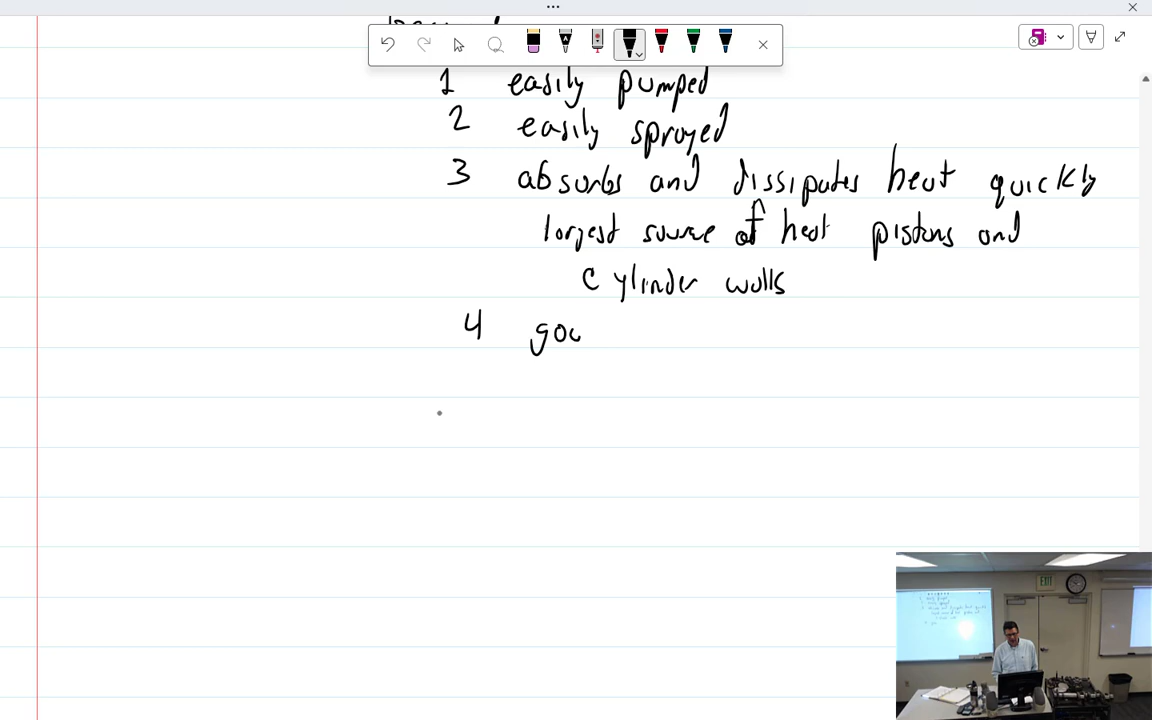 1 easily pumped
2 easily sprayed
3 absorbs and dissipates heat quickly
largest source of heat pistons and
cylinder walls
4 goo
EXIT